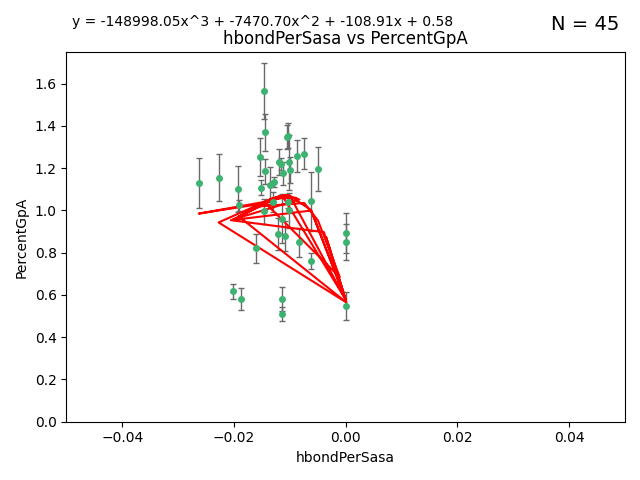 y = -148998.05x^3 + -7470.70x^2 + -108.91x + 0.58
N = 45
hbondPerSasa vs PercentGpA
PercentGpA
1.6
1.4
1.2
1.0
0.8
0.6
0.4
0.2
0.0
−0.04
−0.02
0.00
0.02
0.04
hbondPerSasa